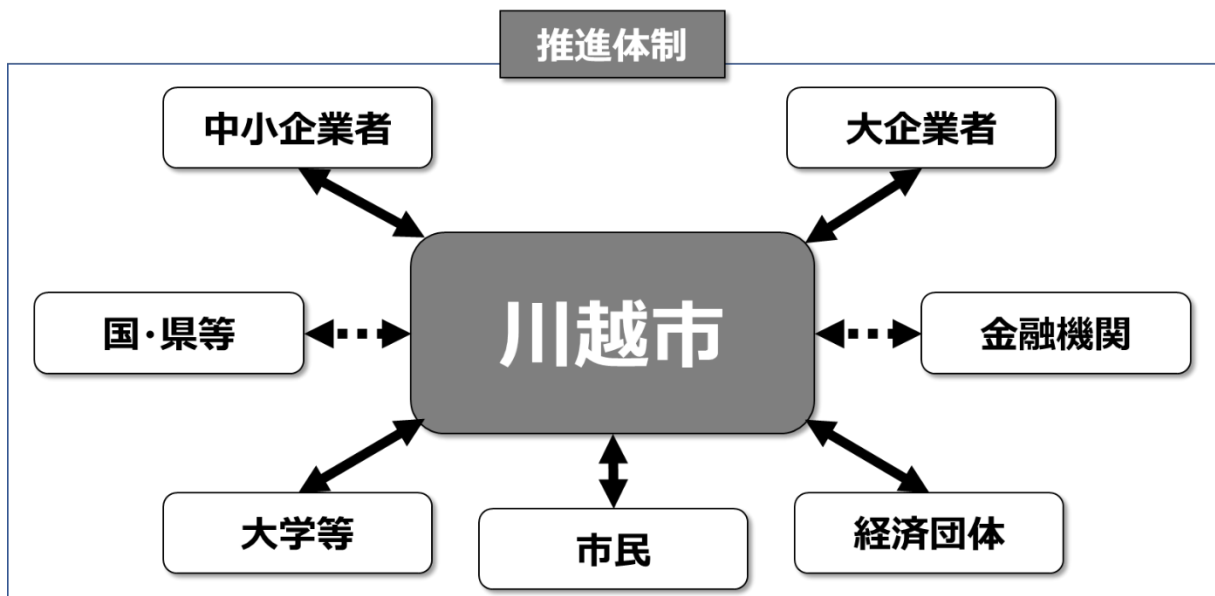 推進体制
中小企業者
大企業者
川越市
国・県等
金融機関
大学等
市民
経済団体